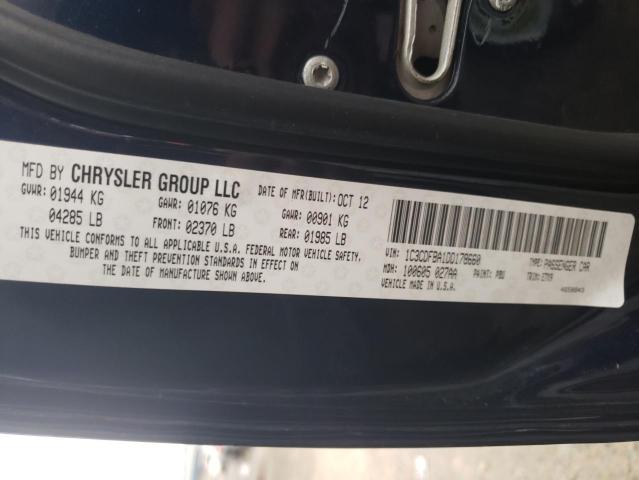 MFD BY CHRYSLER GROUP LLC DATE OF MFR(BUILT): OCT 12
GVWR: 01944 KG GAWR: 01076 KG GAWR: 00901 KG
04285 LB FRONT: 02370 LB REAR: 01985 LB
THIS VEHICLE CONFORMS TO ALL APPLICABLE U.S.A. FEDERAL MOTOR VEHICLE SAFETY,
BUMPER AND THEFT PREVENTION STANDARDS IN EFFECT ON
THE DATE OF MANUFACTURE SHOWN ABOVE.
VIN: 1C3CDFBA1DD178660 TYPE: PASSENGER CAR
MDH: 100605 027AA PAINT: PBU TRIM:
VEHICLE MADE IN U.S.A.